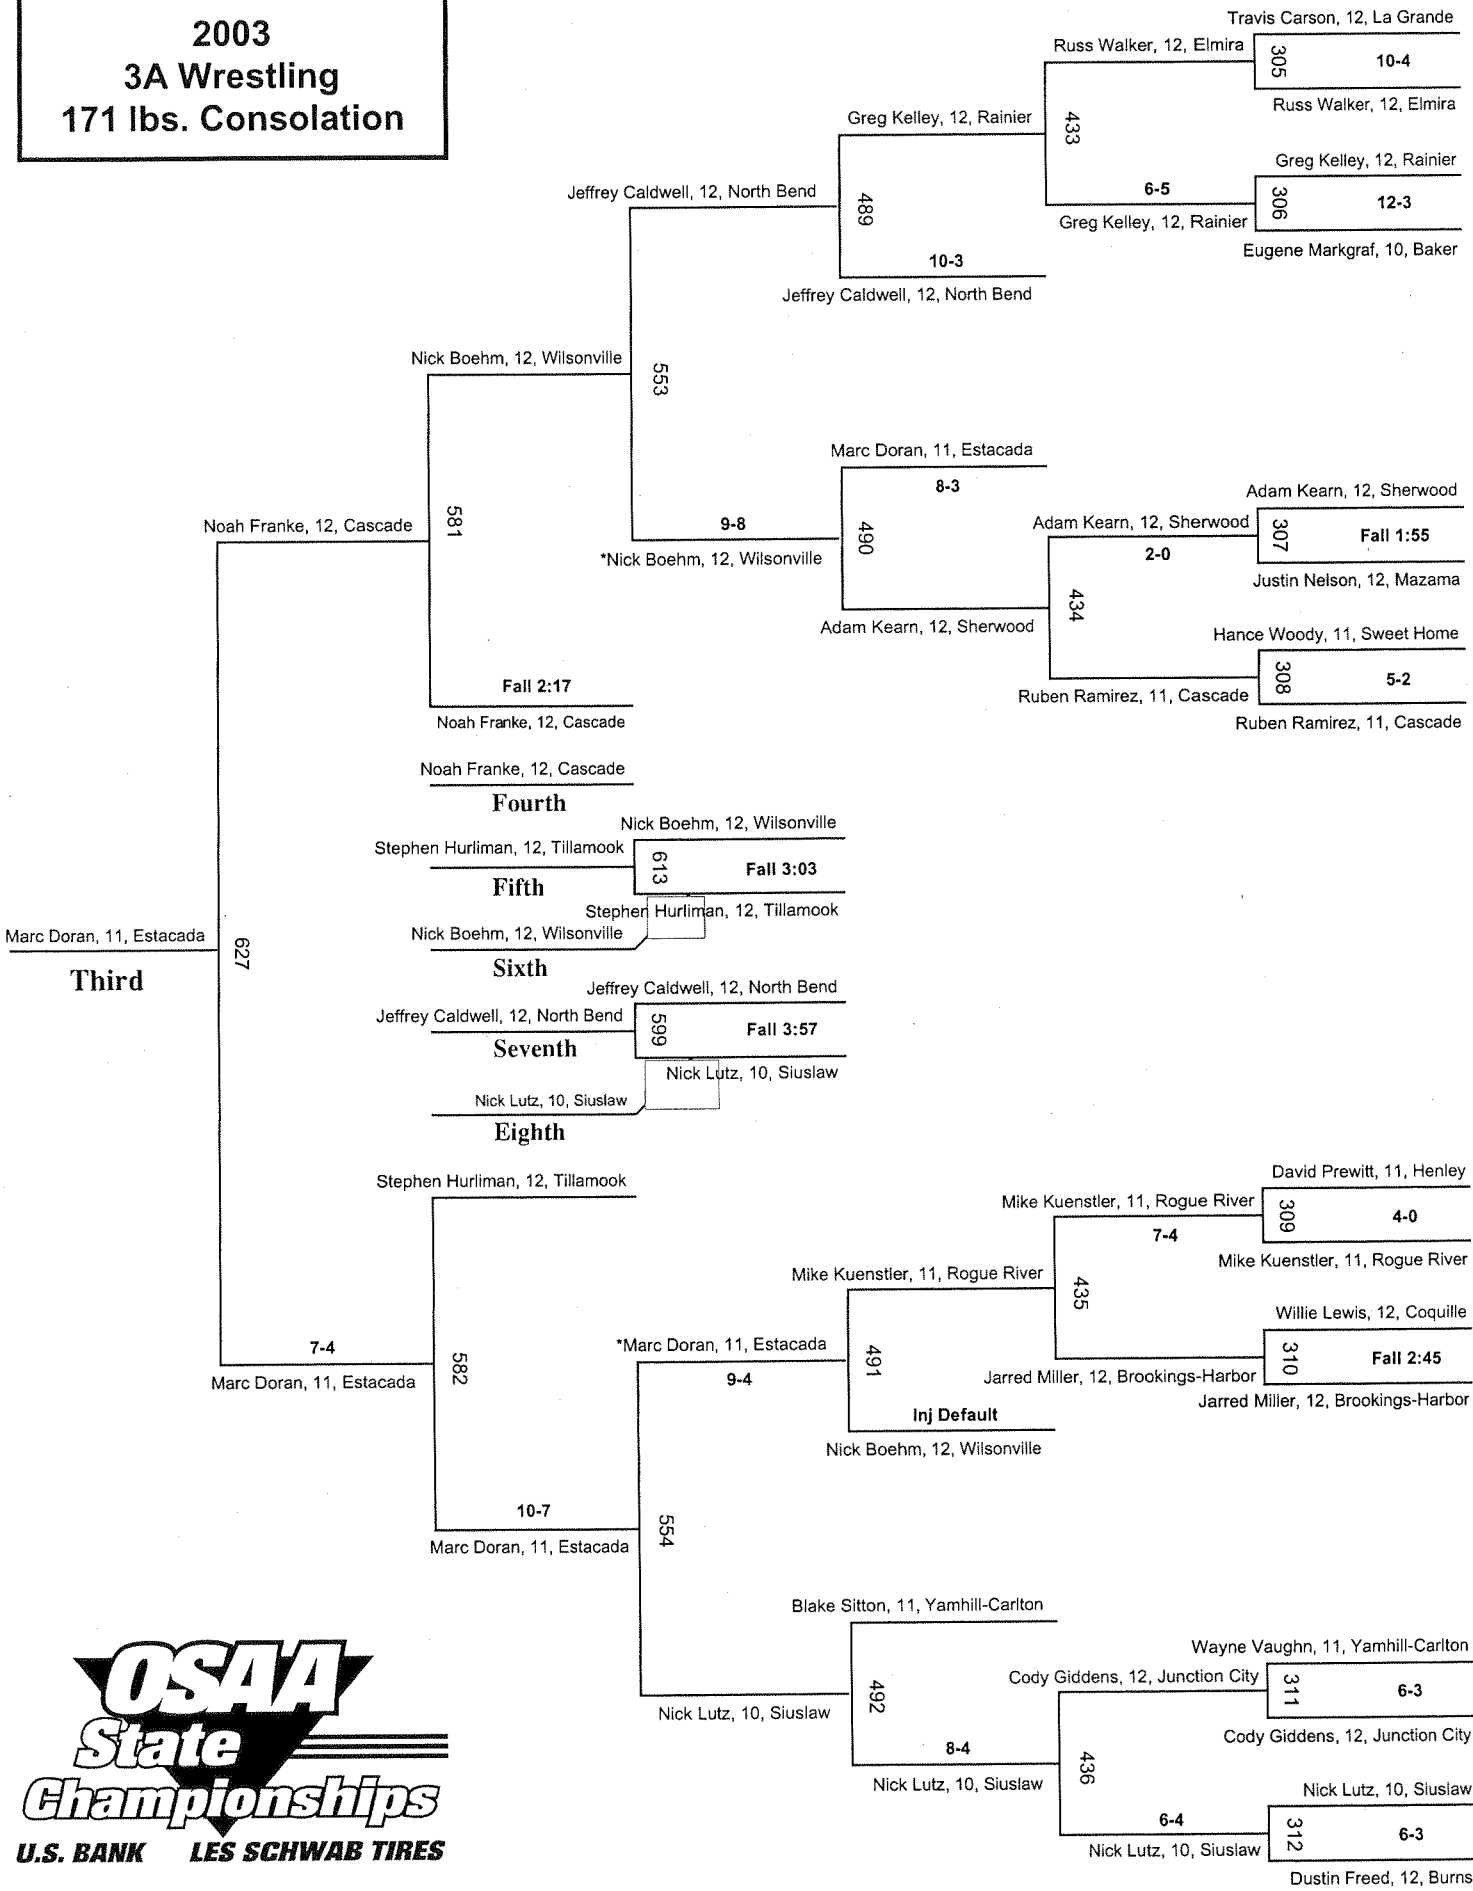 2003
3A Wrestling
171 lbs. Consolation
Travis Carson, 12, La Grande
305
10-4
Russ Walker, 12, Elmira
Russ Walker, 12, Elmira
433
Greg Kelley, 12, Rainier
306
12-3
Eugene Markgraf, 10, Baker
6-5
Greg Kelley, 12, Rainier
Greg Kelley, 12, Rainier
489
10-3
Jeffrey Caldwell, 12, North Bend
Jeffrey Caldwell, 12, North Bend
553
Nick Boehm, 12, Wilsonville
Marc Doran, 11, Estacada
8-3
490
9-8
*Nick Boehm, 12, Wilsonville
Adam Kearn, 12, Sherwood
307
Fall 1:55
Justin Nelson, 12, Mazama
Adam Kearn, 12, Sherwood
2-0
434
Adam Kearn, 12, Sherwood
Hance Woody, 11, Sweet Home
308
5-2
Ruben Ramirez, 11, Cascade
Ruben Ramirez, 11, Cascade
Noah Franke, 12, Cascade
581
Fall 2:17
Noah Franke, 12, Cascade
Noah Franke, 12, Cascade
Fourth
Nick Boehm, 12, Wilsonville
Stephen Hurliman, 12, Tillamook
613
Fall 3:03
Fifth
Stephen Hurliman, 12, Tillamook
Nick Boehm, 12, Wilsonville
Sixth
Marc Doran, 11, Estacada
627
Third
Jeffrey Caldwell, 12, North Bend
Jeffrey Caldwell, 12, North Bend
599
Fall 3:57
Seventh
Nick Lutz, 10, Siuslaw
Nick Lutz, 10, Siuslaw
Eighth
Stephen Hurliman, 12, Tillamook
582
7-4
Marc Doran, 11, Estacada
David Prewitt, 11, Henley
309
4-0
Mike Kuenstler, 11, Rogue River
Mike Kuenstler, 11, Rogue River
7-4
435
Mike Kuenstler, 11, Rogue River
Willie Lewis, 12, Coquille
310
Fall 2:45
Jarred Miller, 12, Brookings-Harbor
Jarred Miller, 12, Brookings-Harbor
*Marc Doran, 11, Estacada
9-4
491
Inj Default
Nick Boehm, 12, Wilsonville
10-7
Marc Doran, 11, Estacada
554
Blake Sitton, 11, Yamhill-Carlton
492
Nick Lutz, 10, Siuslaw
Wayne Vaughn, 11, Yamhill-Carlton
311
6-3
Cody Giddens, 12, Junction City
Cody Giddens, 12, Junction City
436
8-4
Nick Lutz, 10, Siuslaw
Nick Lutz, 10, Siuslaw
312
6-3
Dustin Freed, 12, Burns
6-4
Nick Lutz, 10, Siuslaw
OSAA
State
Championships
U.S. BANK LES SCHWAB TIRES